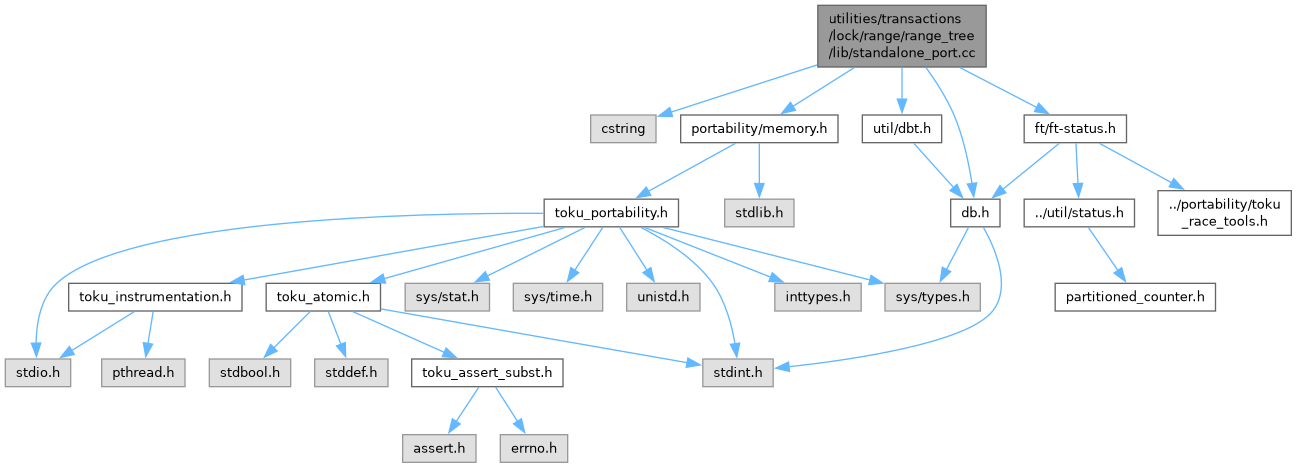 utilities/transactions
/lock/range/range_tree
/lib/standalone_port.cc
cstring
portability/memory.h
util/dbt.h
ft/ft-status.h
toku_portability.h
stdlib.h
db.h
../util/status.h
../portability/toku
_race_tools.h
toku_instrumentation.h
toku_atomic.h
sys/stat.h
sys/time.h
unistd.h
inttypes.h
sys/types.h
partitioned_counter.h
stdio.h
pthread.h
stdbool.h
stddef.h
toku_assert_subst.h
stdint.h
assert.h
errno.h